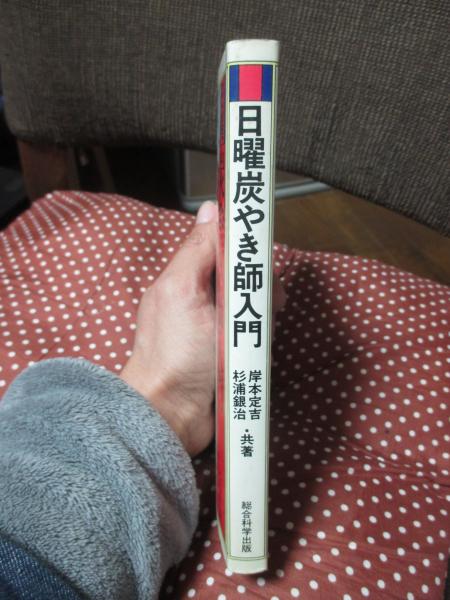 日曜炭やき師入門
岸本定吉
杉浦銀治
・共著
総合科学出版